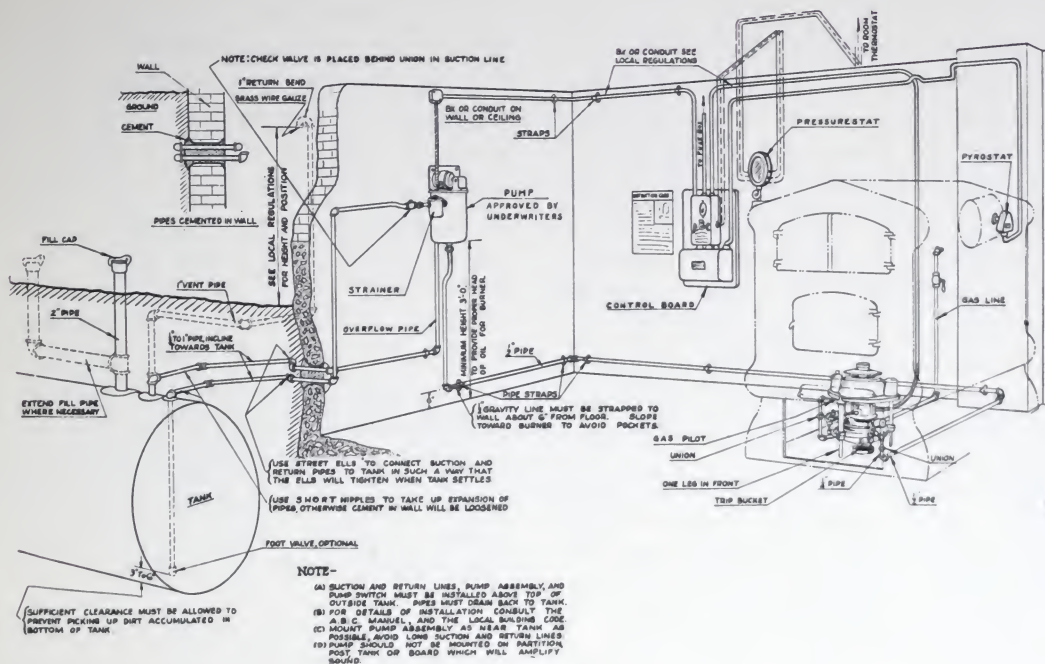 NOTE: CHECK VALVE IS PLACED BEHIND UNION IN SUCTION LINE
WALL
GROUND
CEMENT
PIPES CEMENTED IN WALL
1" RETURN BEND
BRASS WIRE GAUZE
SEE LOCAL REGULATIONS
FOR HEIGHT AND POSITION
BX OR CONDUIT ON
WALL OR CEILING
STRAPS
BX OR CONDUIT SEE
LOCAL REGULATIONS
TO ROOM
THERMOSTAT
PRESSURESTAT
PYROSTAT
PUMP
APPROVED BY
UNDERWRITERS
STRAINER
OVERFLOW PIPE
MINIMUM HEIGHT 3'-0"
TO PROVIDE PROPER HEAD
OF OIL FOR BURNER.
CONTROL BOARD
GAS LINE
FILL CAP
2" PIPE
1" VENT PIPE
TO 1" PIPE, INCLINE
TOWARDS TANK
EXTEND FILL PIPE
WHERE NECESSARY
1/2" PIPE
PIPE STRAPS
6"
1/2" GRAVITY LINE MUST BE STRAPPED TO
WALL ABOUT 6" FROM FLOOR. SLOPE
TOWARD BURNER TO AVOID POCKETS.
GAS PILOT
UNION
ONE LEG IN FRONT
TRIP BUCKET
PIPE
UNION
1/2" PIPE
USE STREET ELLS TO CONNECT SUCTION AND
RETURN PIPES TO TANK IN SUCH A WAY THAT
THE ELLS WILL TIGHTEN WHEN TANK SETTLES
USE SHORT NIPPLES TO TAKE UP EXPANSION OF
PIPES, OTHERWISE CEMENT IN WALL WILL BE LOOSENED
TANK
FOOT VALVE, OPTIONAL
3" TO 6"
SUFFICIENT CLEARANCE MUST BE ALLOWED TO
PREVENT PICKING UP DIRT ACCUMULATED IN
BOTTOM OF TANK.
NOTE-
(A) SUCTION AND RETURN LINES, PUMP ASSEMBLY, AND
PUMP SWITCH MUST BE INSTALLED ABOVE TOP OF
OUTSIDE TANK. PIPES MUST DRAIN BACK TO TANK.
(B) FOR DETAILS OF INSTALLATION CONSULT THE
A.B.C. MANUEL, AND THE LOCAL BUILDING CODE.
(C) MOUNT PUMP ASSEMBLY AS NEAR TANK AS
POSSIBLE, AVOID LONG SUCTION AND RETURN LINES.
(D) PUMP SHOULD NOT BE MOUNTED ON PARTITION,
POST, TANK OR BOARD WHICH WILL AMPLIFY
SOUND.